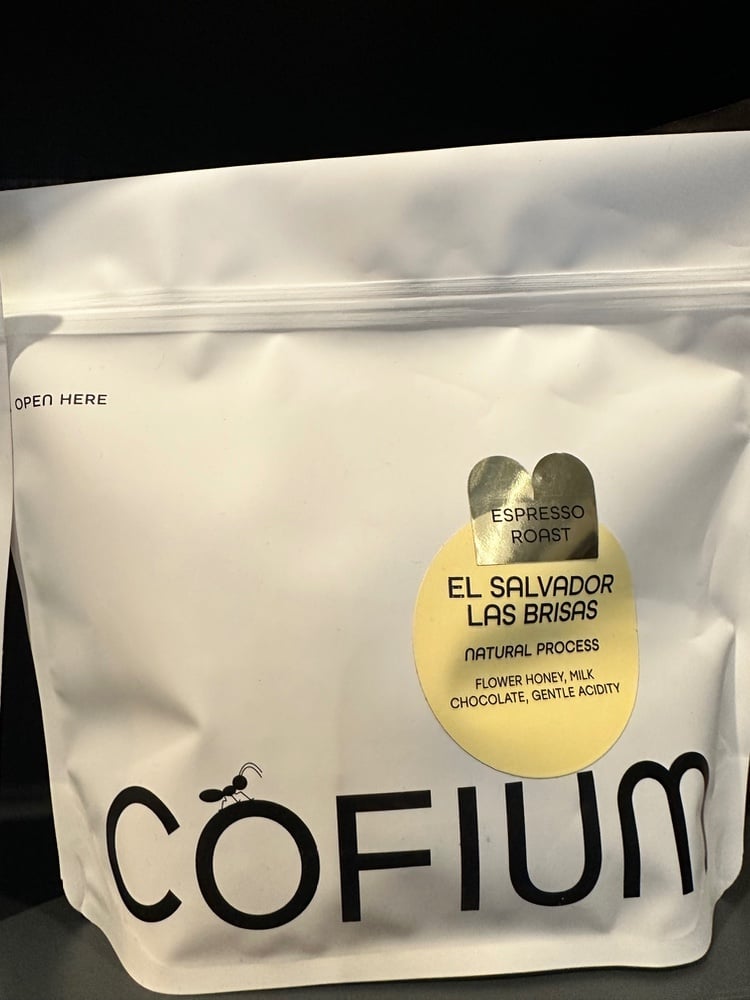 OPEN HERE
ESPRESSO
ROAST
EL SALVADOR
LAS BRISAS
NATURAL PROCESS
FLOWER HONEY, MILK
CHOCOLATE, GENTLE ACIDITY
COFIUM